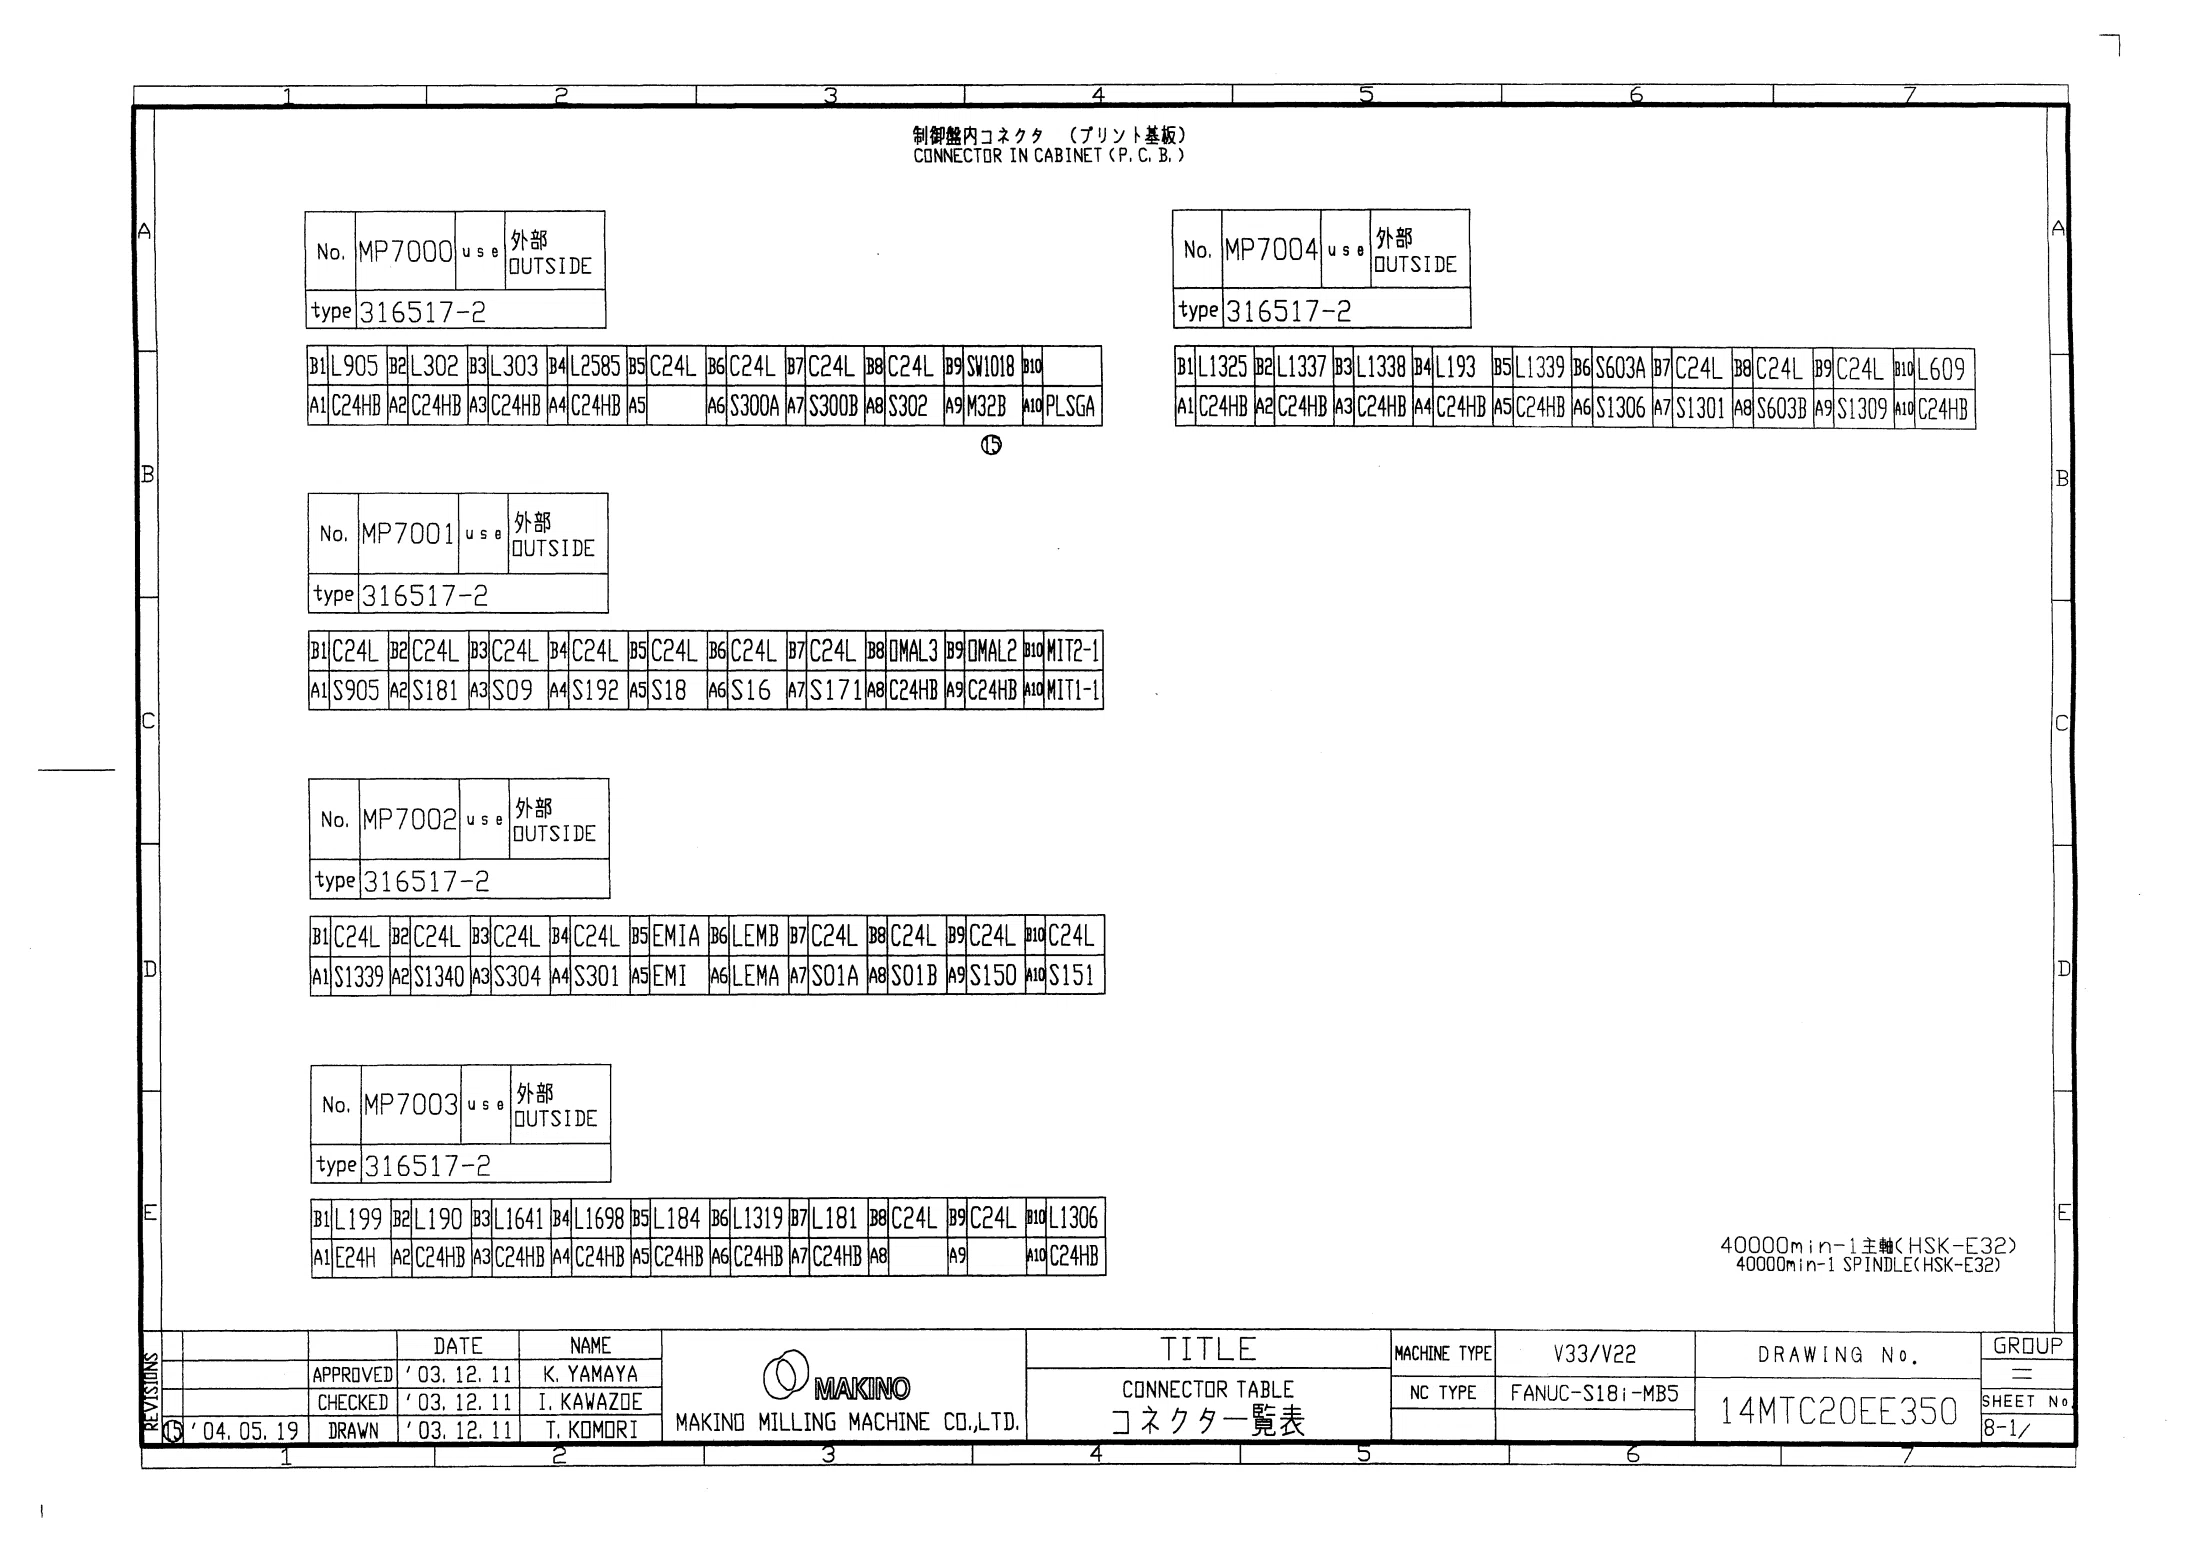 1 2 3 4 5 6 7
制御盤内コネクタ （プリント基板）
CONNECTOR IN CABINET (P. C. B. )
A A
No. MP7000 use 外部 OUTSIDE
type 316517-2
B1 L905 B2 L302 B3 L303 B4 L2585 B5 C24L B6 C24L B7 C24L B8 C24L B9 SW1018 B10
A1 C24HB A2 C24HB A3 C24HB A4 C24HB A5 A6 S300A A7 S300B A8 S302 A9 M32B A10 PLSGA
⑮
No. MP7004 use 外部 OUTSIDE
type 316517-2
B1 L1325 B2 L1337 B3 L1338 B4 L193 B5 L1339 B6 S603A B7 C24L B8 C24L B9 C24L B10 L609
A1 C24HB A2 C24HB A3 C24HB A4 C24HB A5 C24HB A6 S1306 A7 S1301 A8 S603B A9 S1309 A10 C24HB
B B
No. MP7001 use 外部 OUTSIDE
type 316517-2
B1 C24L B2 C24L B3 C24L B4 C24L B5 C24L B6 C24L B7 C24L B8 OMAL3 B9 OMAL2 B10 MIT2-1
A1 S905 A2 S181 A3 S09 A4 S192 A5 S18 A6 S16 A7 S171 A8 C24HB A9 C24HB A10 MIT1-1
C C
No. MP7002 use 外部 OUTSIDE
type 316517-2
B1 C24L B2 C24L B3 C24L B4 C24L B5 EMIA B6 LEMB B7 C24L B8 C24L B9 C24L B10 C24L
A1 S1339 A2 S1340 A3 S304 A4 S301 A5 EMI A6 LEMA A7 S01A A8 S01B A9 S150 A10 S151
D D
No. MP7003 use 外部 OUTSIDE
type 316517-2
B1 L199 B2 L190 B3 L1641 B4 L1698 B5 L184 B6 L1319 B7 L181 B8 C24L B9 C24L B10 L1306
A1 E24H A2 C24HB A3 C24HB A4 C24HB A5 C24HB A6 C24HB A7 C24HB A8 A9 A10 C24HB
E E
40000min-1主軸(HSK-E32)
40000min-1 SPINDLE(HSK-E32)
REVISIONS
⑮ ’04. 05. 19
DATE NAME
APPROVED ’03. 12. 11 K. YAMAYA
CHECKED ’03. 12. 11 I. KAWAZOE
DRAWN ’03. 12. 11 T. KOMORI
MAKINO
MAKINO MILLING MACHINE CO.,LTD.
TITLE
CONNECTOR TABLE
コネクター覧表
MACHINE TYPE V33/V22
NC TYPE FANUC-S18i-MB5
DRAWING No.
14MTC20EE350
GROUP
=
SHEET No.
8-1/
1 2 3 4 5 6 7